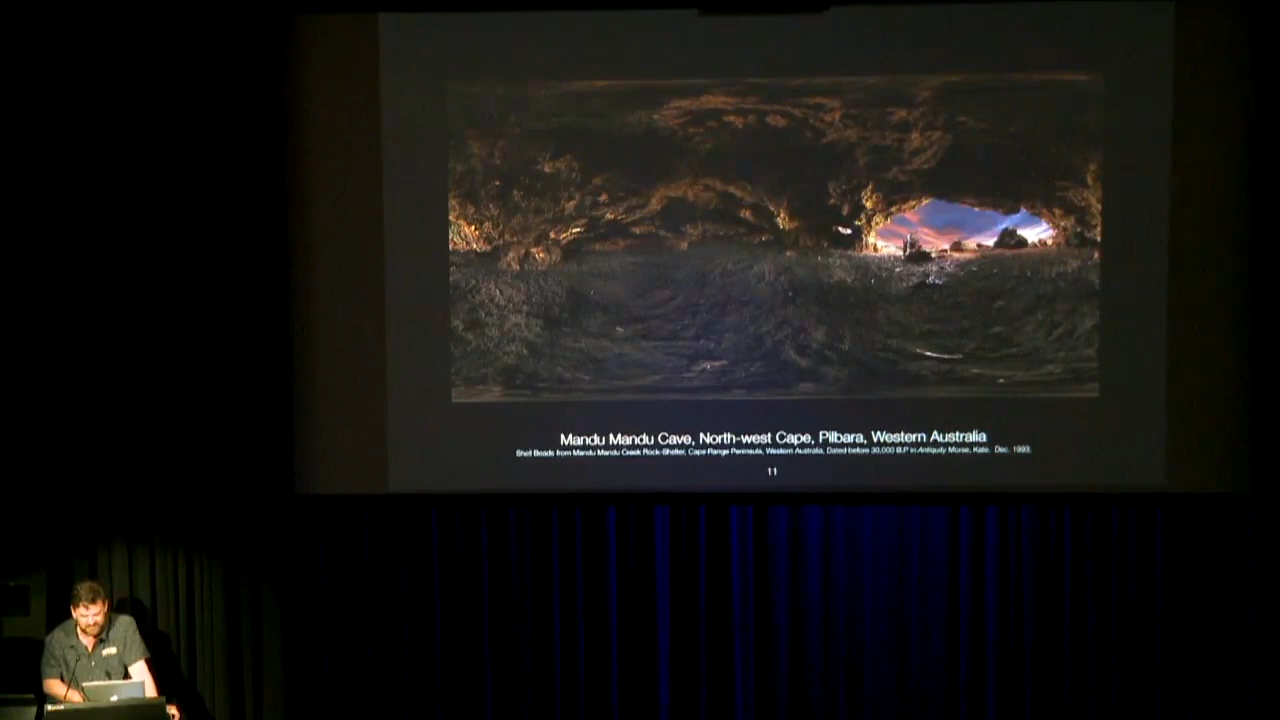 Mandu Mandu Cave, North-west Cape, Pilbara, Western Australia
Shell Beads from Mandu Mandu Creek Rock-Shelter, Cape Range Peninsula, Western Australia, Dated before 30,000 B.P in Antiquity Morse, Kate. Dec. 1993.
11